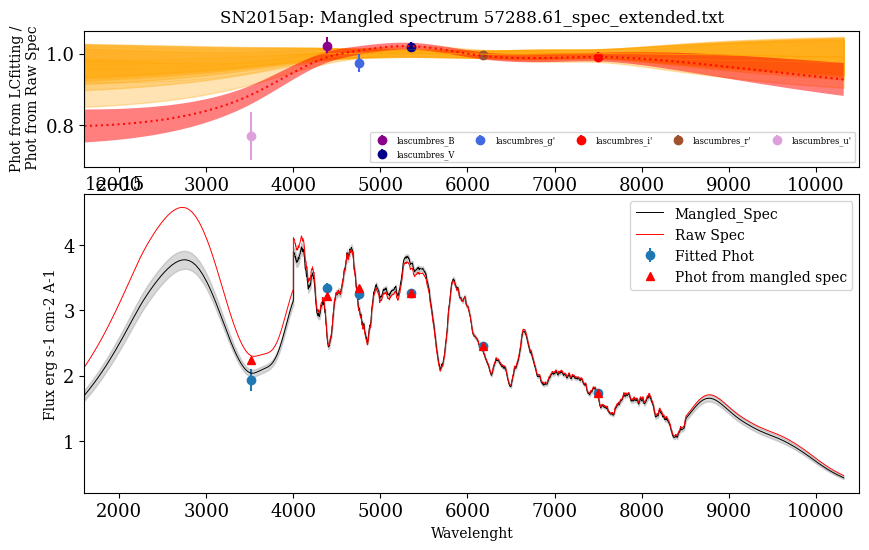 SN2015ap: Mangled spectrum 57288.61_spec_extended.txt
Phot from LCfitting /
Phot from Raw Spec
1.0
0.8
lascumbres_B
lascumbres_V
lascumbres_g'
lascumbres_i'
lascumbres_r'
lascumbres_u'
2000 3000 4000 5000 6000 7000 8000 9000 10000
1e−15
Flux erg s-1 cm-2 A-1
4
3
2
1
Mangled_Spec
Raw Spec
Fitted Phot
Phot from mangled spec
2000 3000 4000 5000 6000 7000 8000 9000 10000
Wavelenght